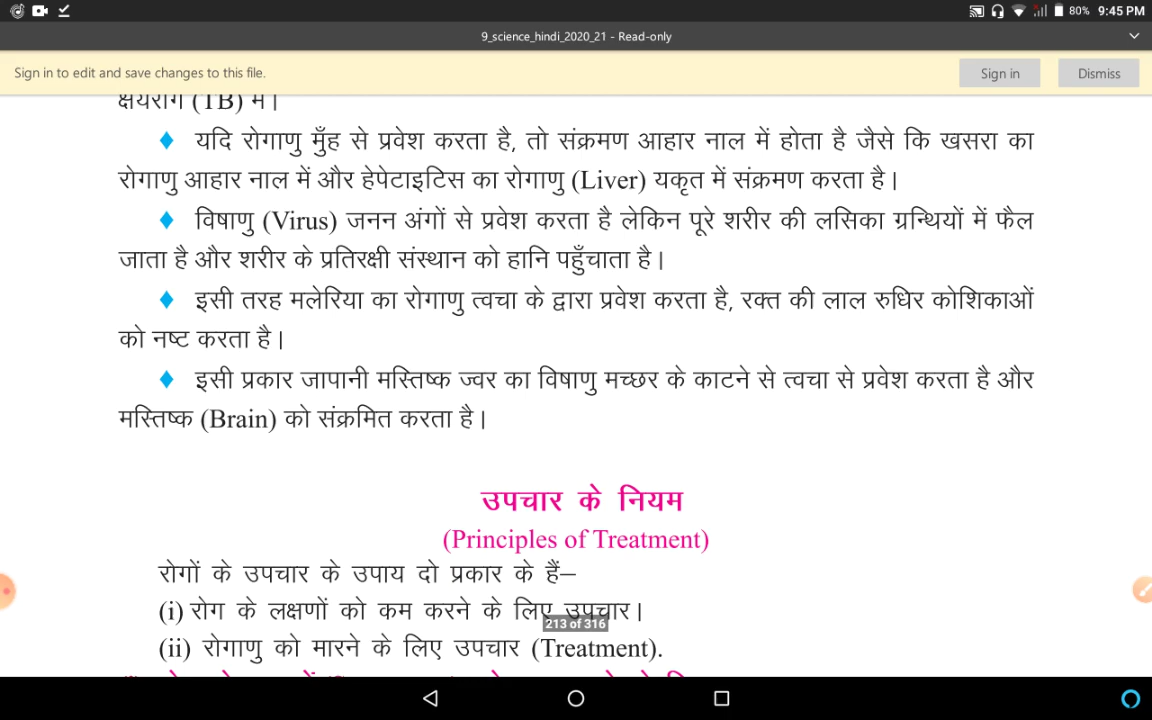 80% 9:45 PM
9_science_hindi_2020_21 - Read-only
Sign in to edit and save changes to this file.
Sign in
Dismiss
क्षयरोग (TB) में।
♦ यदि रोगाणु मुँह से प्रवेश करता है, तो संक्रमण आहार नाल में होता है जैसे कि खसरा का
रोगाणु आहार नाल में और हेपेटाइटिस का रोगाणु (Liver) यकृत में संक्रमण करता है।
♦ विषाणु (Virus) जनन अंगों से प्रवेश करता है लेकिन पूरे शरीर की लसिका ग्रन्थियों में फैल
जाता है और शरीर के प्रतिरक्षी संस्थान को हानि पहुँचाता है।
♦ इसी तरह मलेरिया का रोगाणु त्वचा के द्वारा प्रवेश करता है, रक्त की लाल रुधिर कोशिकाओं
को नष्ट करता है।
♦ इसी प्रकार जापानी मस्तिष्क ज्वर का विषाणु मच्छर के काटने से त्वचा से प्रवेश करता है और
मस्तिष्क (Brain) को संक्रमित करता है।
उपचार के नियम
(Principles of Treatment)
रोगों के उपचार के उपाय दो प्रकार के हैं–
(i) रोग के लक्षणों को कम करने के लिए उपचार।
213 of 316
(ii) रोगाणु को मारने के लिए उपचार (Treatment).